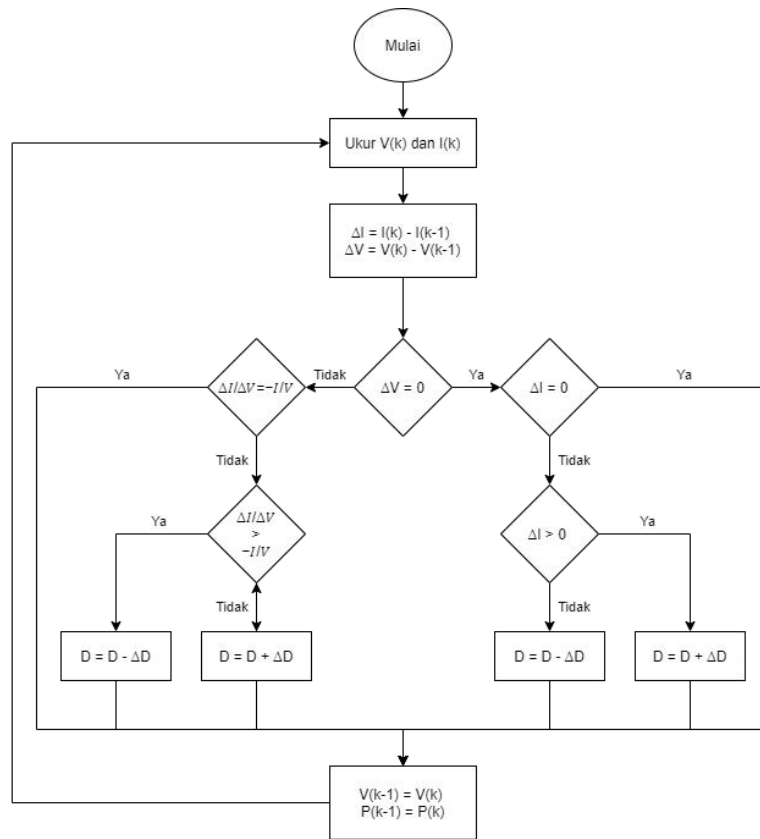 Mulai
Ukur V(k) dan I(k)
ΔI = I(k) - I(k-1)
ΔV = V(k) - V(k-1)
Ya
ΔI/ΔV=−I/V
Tidak
ΔV = 0
Ya
ΔI = 0
Ya
Tidak
Tidak
Ya
ΔI/ΔV
>
−I/V
ΔI > 0
Ya
Tidak
Tidak
D = D - ΔD
D = D + ΔD
D = D - ΔD
D = D + ΔD
V(k-1) = V(k)
P(k-1) = P(k)